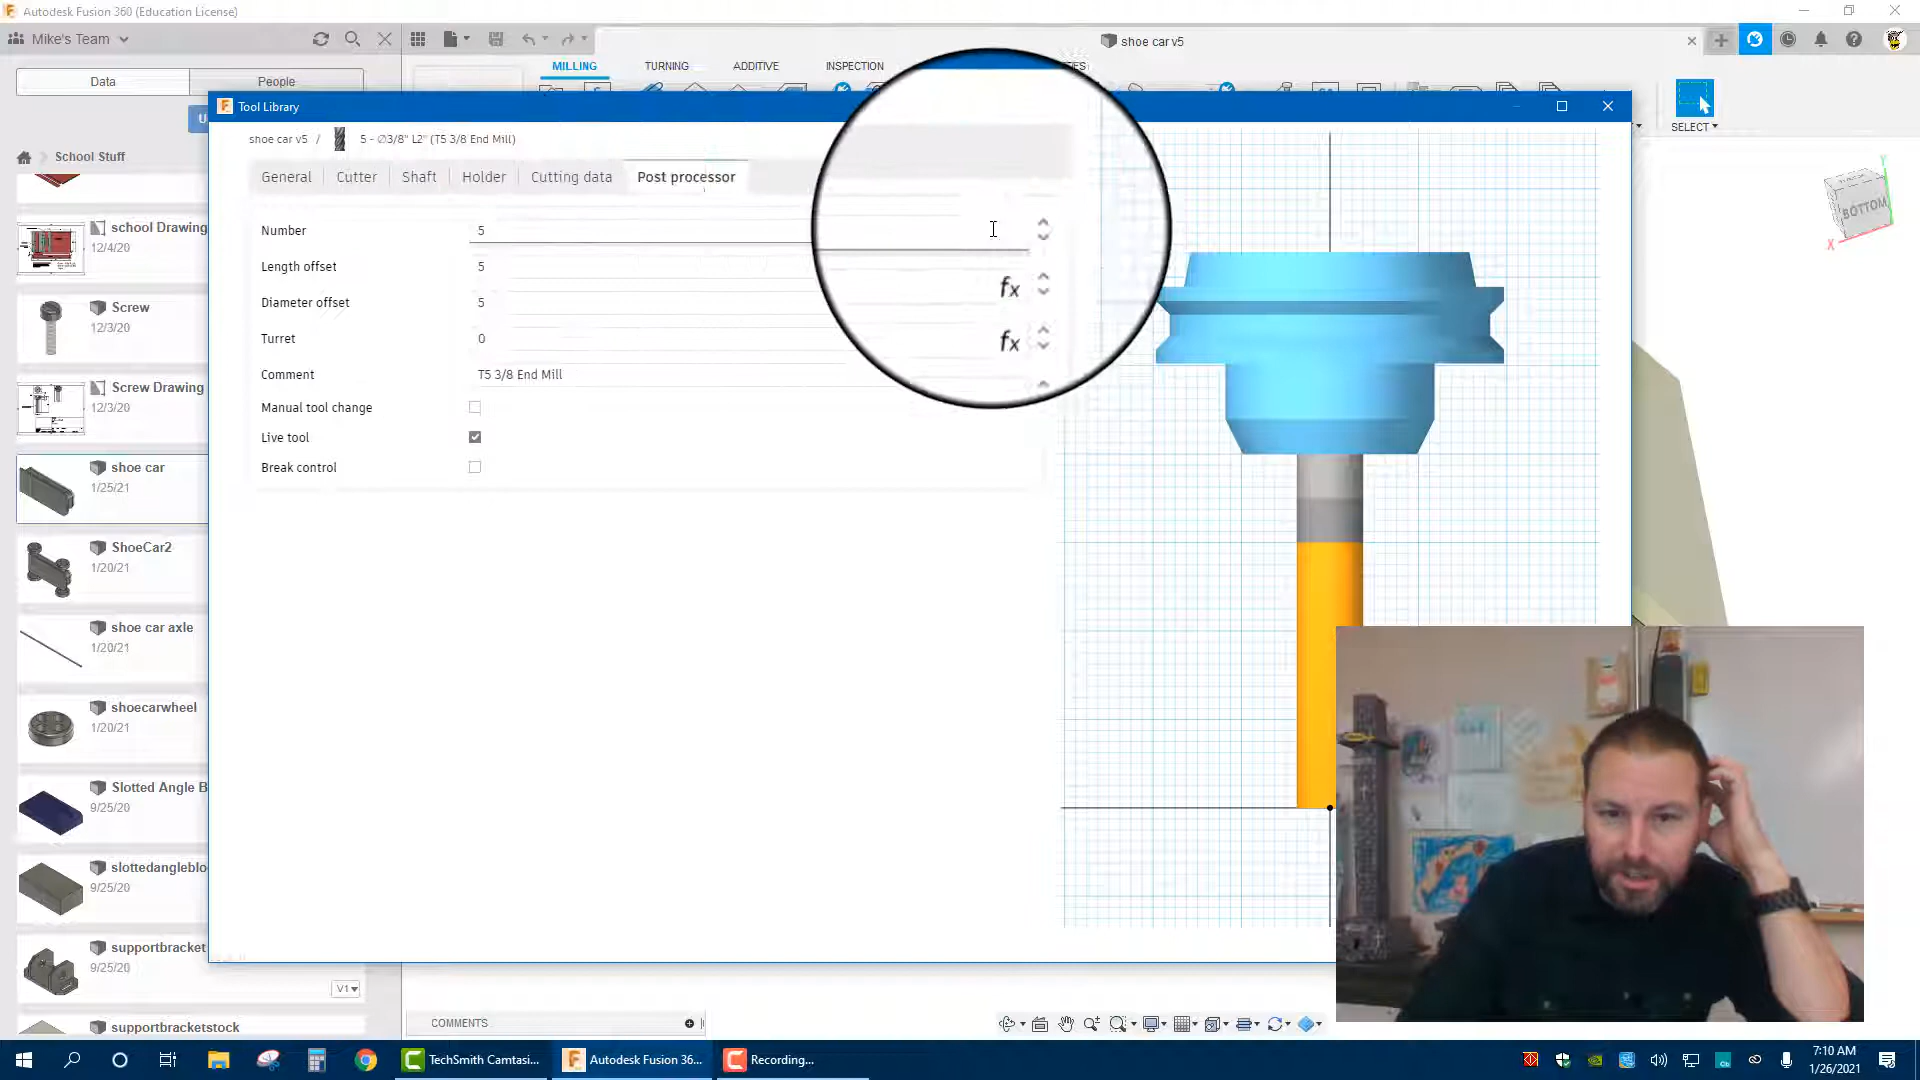 Autodesk Fusion 360 (Education License)
Mike's Team
shoe car v5
Data
People
MILLING
TURNING
ADDITIVE
INSPECTION
SELECT
Tool Library
School Stuff
shoe car v5 /
5 - ∅3/8" L2" (T5 3/8 End Mill)
General
Cutter
Shaft
Holder
Cutting data
Post processor
Number
5
Length offset
5
fx
Diameter offset
5
Turret
0
fx
Comment
T5 3/8 End Mill
Manual tool change
Live tool
Break control
school Drawing
12/4/20
Screw
12/3/20
Screw Drawing
12/3/20
shoe car
1/25/21
ShoeCar2
1/20/21
shoe car axle
1/20/21
shoecarwheel
1/20/21
Slotted Angle B
9/25/20
slottedangleblo
9/25/20
supportbracket
9/25/20
V1
supportbracketstock
BACK
BOTTOM
X
Y
COMMENTS
TechSmith Camtasi...
Autodesk Fusion 36...
Recording...
7:10 AM
1/26/2021